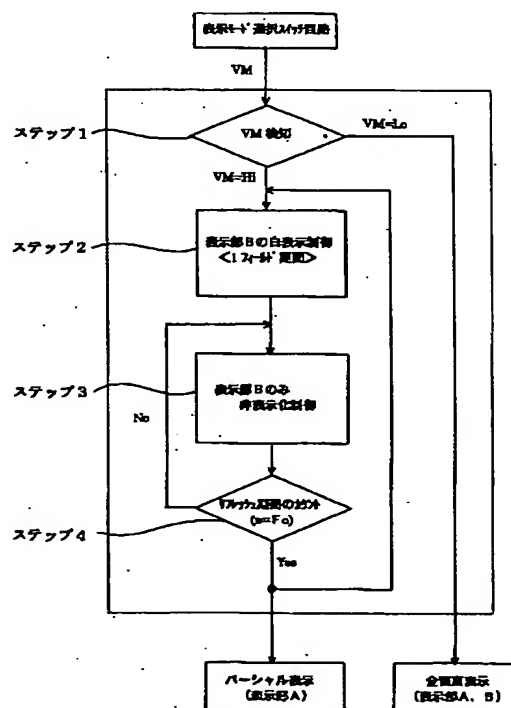 表示モード選択スイッチ回路
VM
ステップ1
VM 検知
VM=Lo
VM=Hi
ステップ2
表示部Bの白表示制御
<1フィールド期間>
ステップ3
表示部Bのみ
非表示化制御
No
ステップ4
リフレッシュ期間のカウント
(n=Fc)
Yes
パーシャル表示
(表示部A)
全画面表示
(表示部A、B)